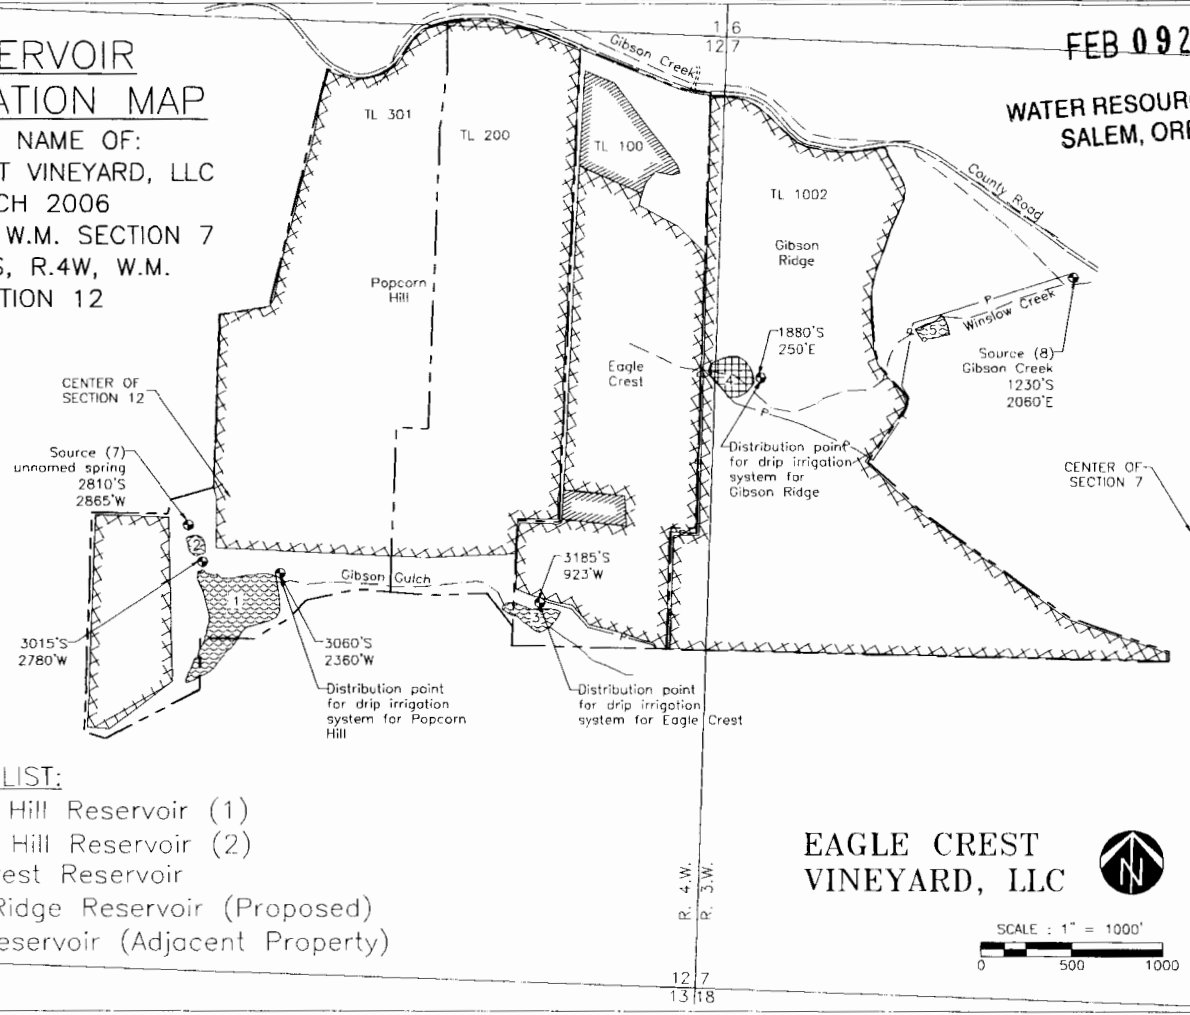 ERVOIR
ATION MAP
NAME OF:
T VINEYARD, LLC
CH 2006
W.M. SECTION 7
S, R.4W, W.M.
TION 12
FEB 092
WATER RESOUR
SALEM, OR
1 6
12 7
Gibson Creek
TL 301
TL 200
TL 100
TL 1002
County Road
Gibson
Ridge
Popcorn
Hill
P
Winslow Creek
5
1880'S
250'E
Source (8)
Gibson Creek
1230'S
2060'E
Eagle
Crest
4
P
P
CENTER OF
SECTION 12
Source (7)
unnamed spring
2810'S
2865'W
Distribution point
for drip irrigation
system for
Gibson Ridge
CENTER OF
SECTION 7
2
3185'S
923'W
Gibson Gulch
1
3
P
3015'S
2780'W
3060'S
2360'W
Distribution point
for drip irrigation
system for Popcorn
Hill
Distribution point
for drip irrigation
system for Eagle Crest
LIST:
Hill Reservoir (1)
Hill Reservoir (2)
rest Reservoir
Ridge Reservoir (Proposed)
eservoir (Adjacent Property)
R. 4.W.
R. 3.W.
EAGLE CREST
VINEYARD, LLC
N
SCALE : 1" = 1000'
0 500 1000
12 7
13 18